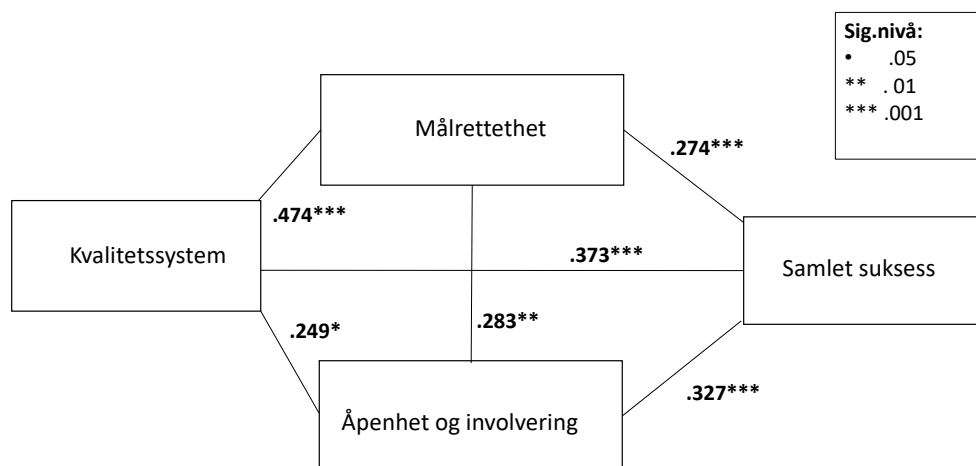 Sig.nivå:
• .05
** . 01
*** .001
Målrettethet
.274***
.474***
Kvalitetssystem
.373***
Samlet suksess
.249*
.283**
.327***
Åpenhet og involvering